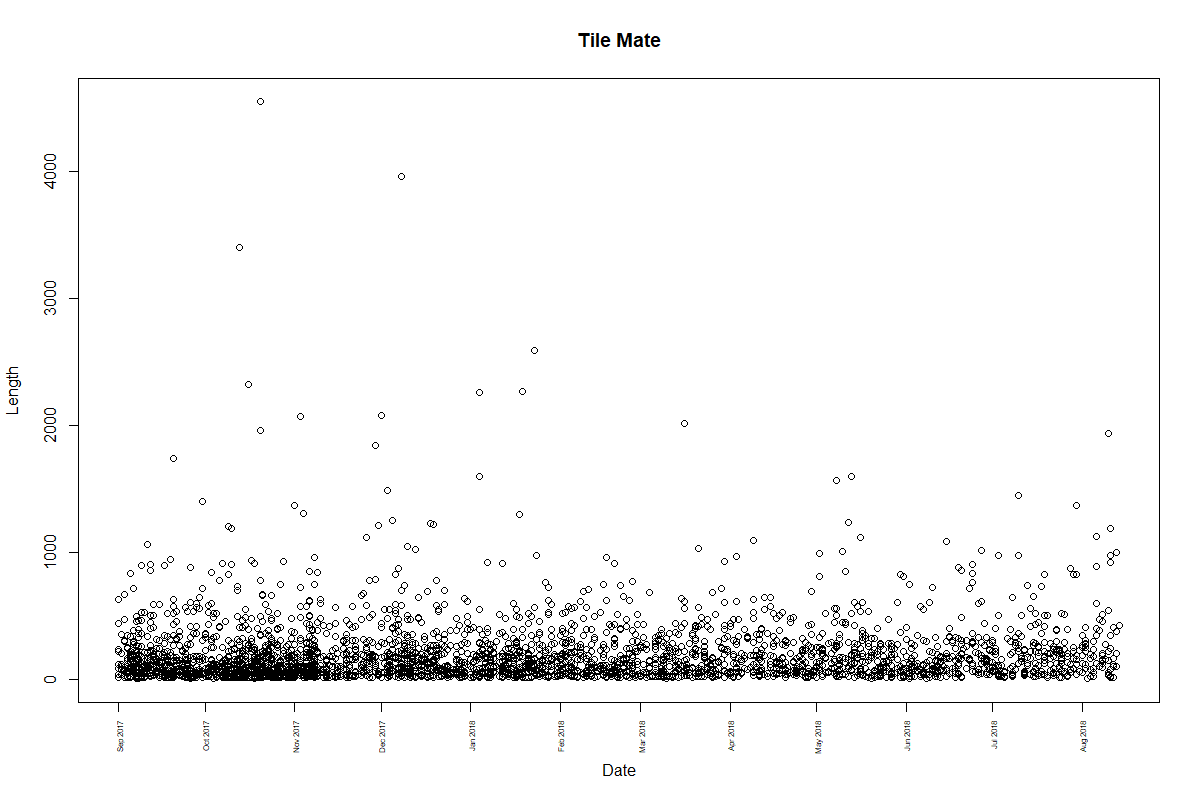 Tile Mate
Length
4000
3000
2000
1000
0
Sep 2017
Oct 2017
Nov 2017
Dec 2017
Jan 2018
Feb 2018
Mar 2018
Apr 2018
May 2018
Jun 2018
Jul 2018
Aug 2018
Date